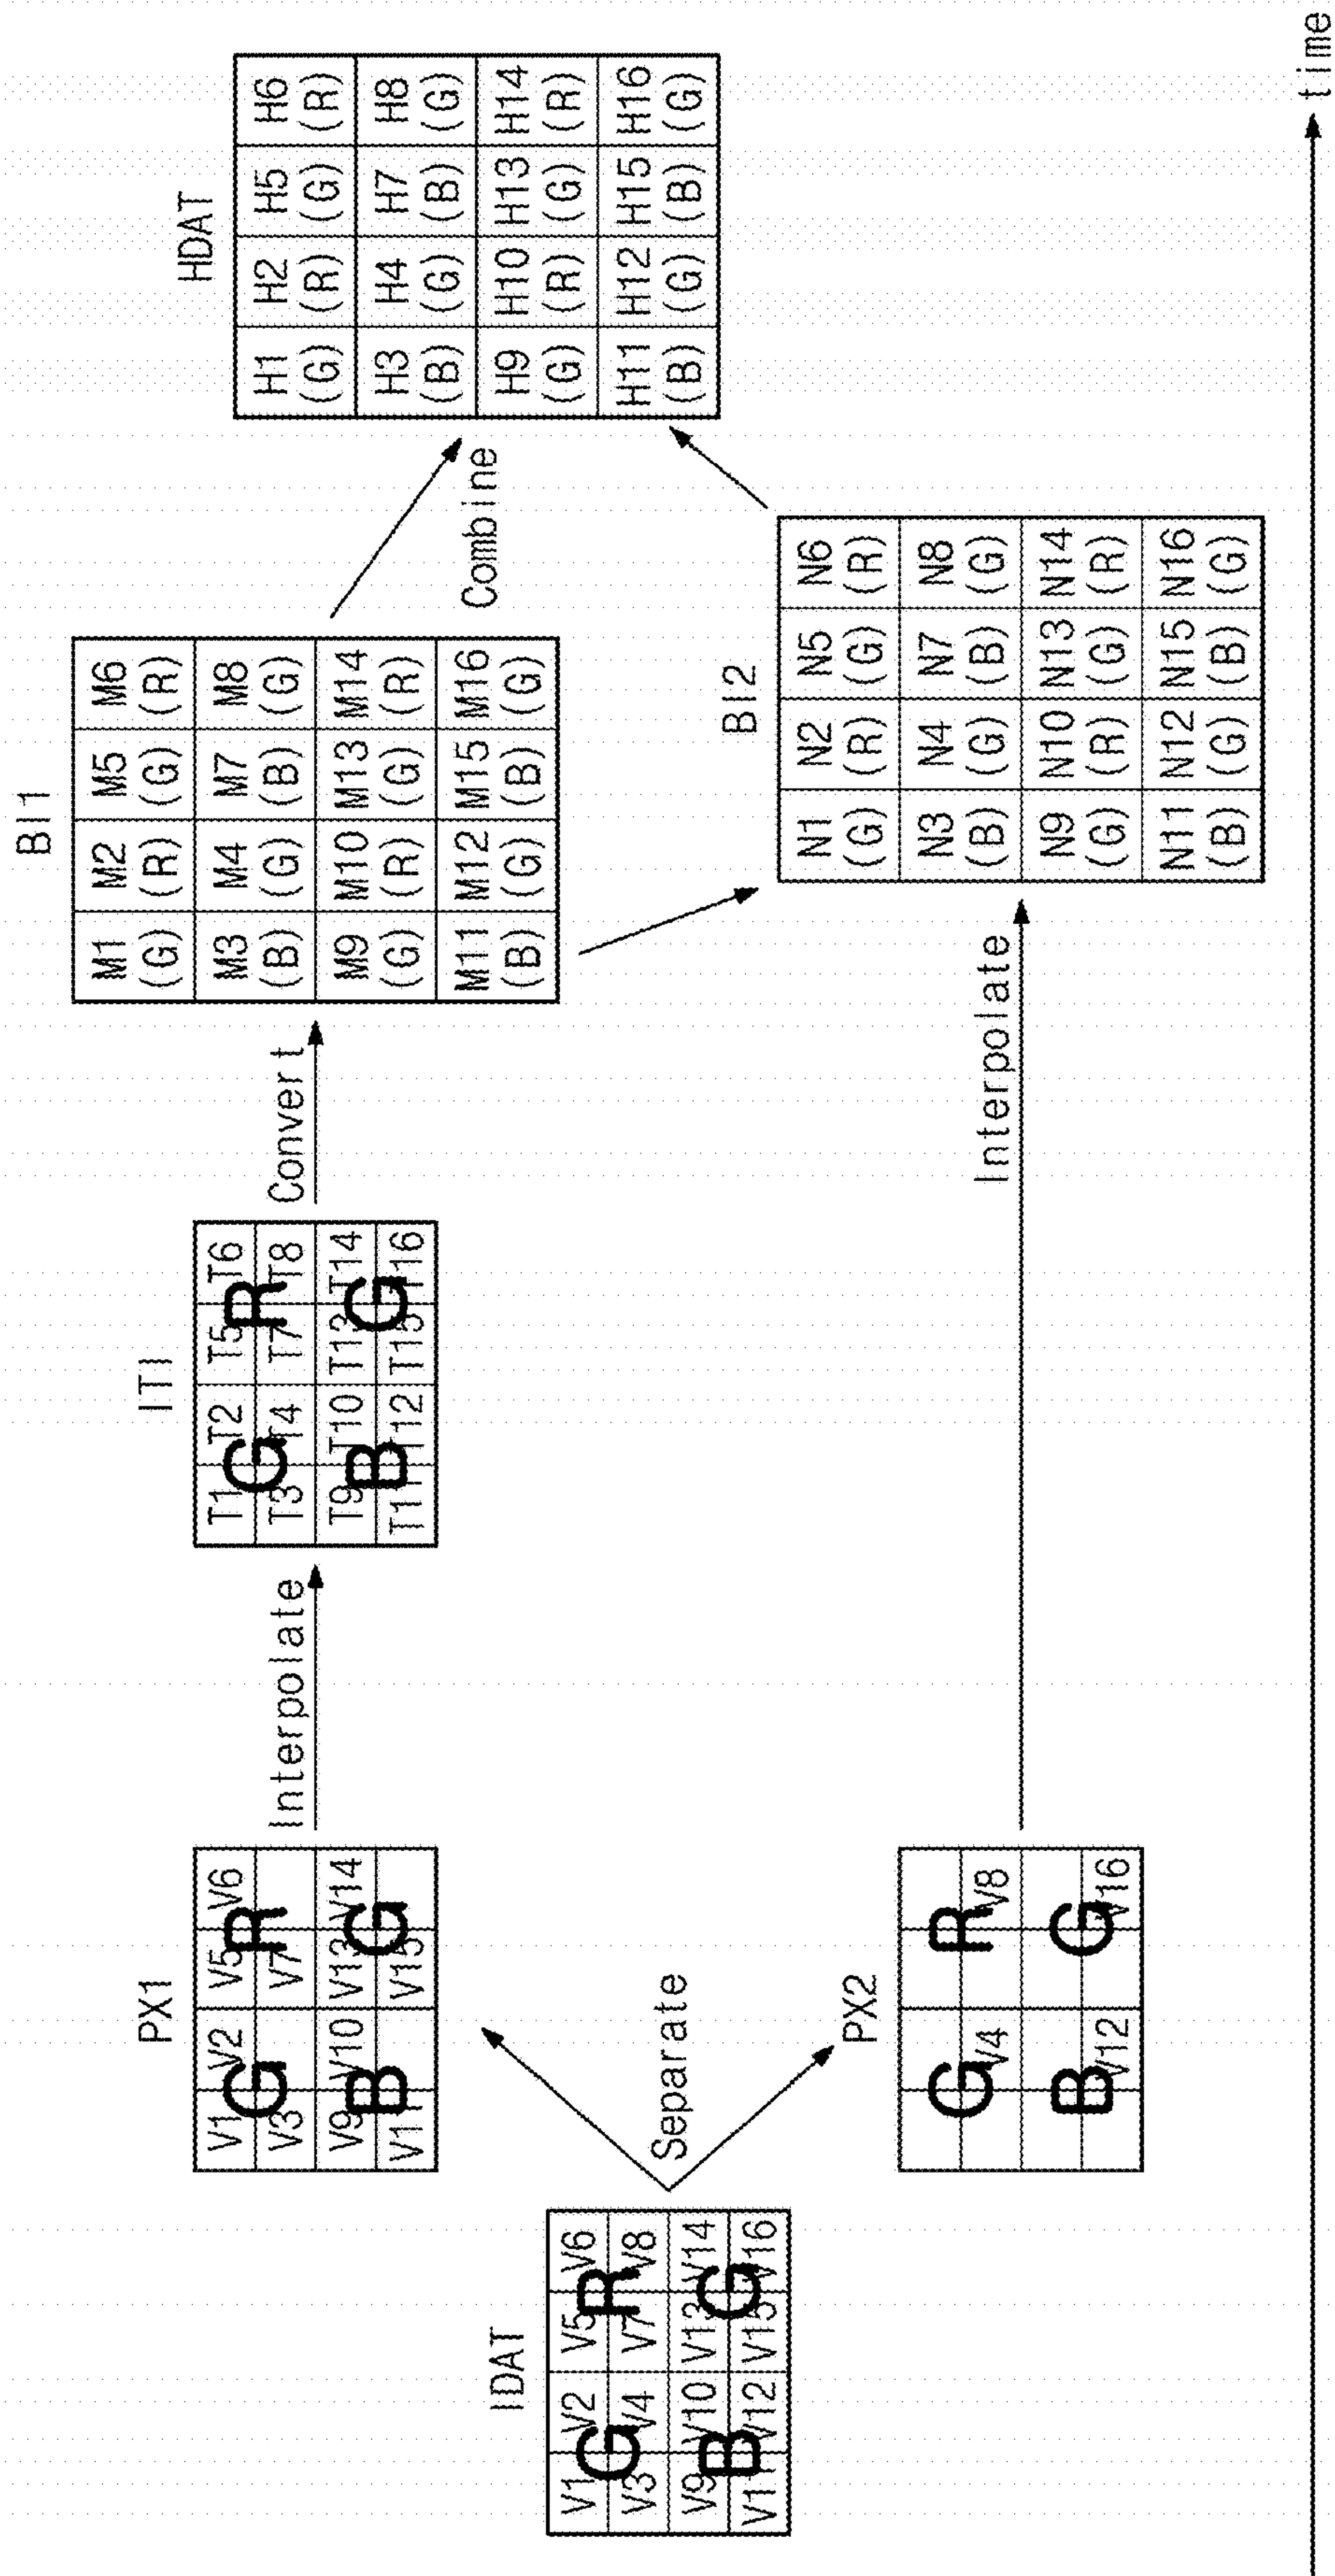 IDAT
V1 V2 V5 V6
G R
V3 V4 V7 V8
V9 V10 V13 V14
B G
V11 V12 V15 V16
Separate
PX1
V1 V2 V5 V6
G R
V3 V7
V9 V10 V13 V14
B G
V11 V15
PX2
G R
V4 V8
B G
V12 V16
Interpolate
ITI
T1 T2 T5 T6
G R
T3 T4 T7 T8
T9 T10 T13 T14
B G
T11 T12 T15 T16
Convert
Interpolate
BI1
M1 M2 M5 M6
(G) (R) (G) (R)
M3 M4 M7 M8
(B) (G) (B) (G)
M9 M10 M13 M14
(G) (R) (G) (R)
M11 M12 M15 M16
(B) (G) (B) (G)
BI2
N1 N2 N5 N6
(G) (R) (G) (R)
N3 N4 N7 N8
(B) (G) (B) (G)
N9 N10 N13 N14
(G) (R) (G) (R)
N11 N12 N15 N16
(B) (G) (B) (G)
Combine
HDAT
H1 H2 H5 H6
(G) (R) (G) (R)
H3 H4 H7 H8
(B) (G) (B) (G)
H9 H10 H13 H14
(G) (R) (G) (R)
H11 H12 H15 H16
(B) (G) (B) (G)
time